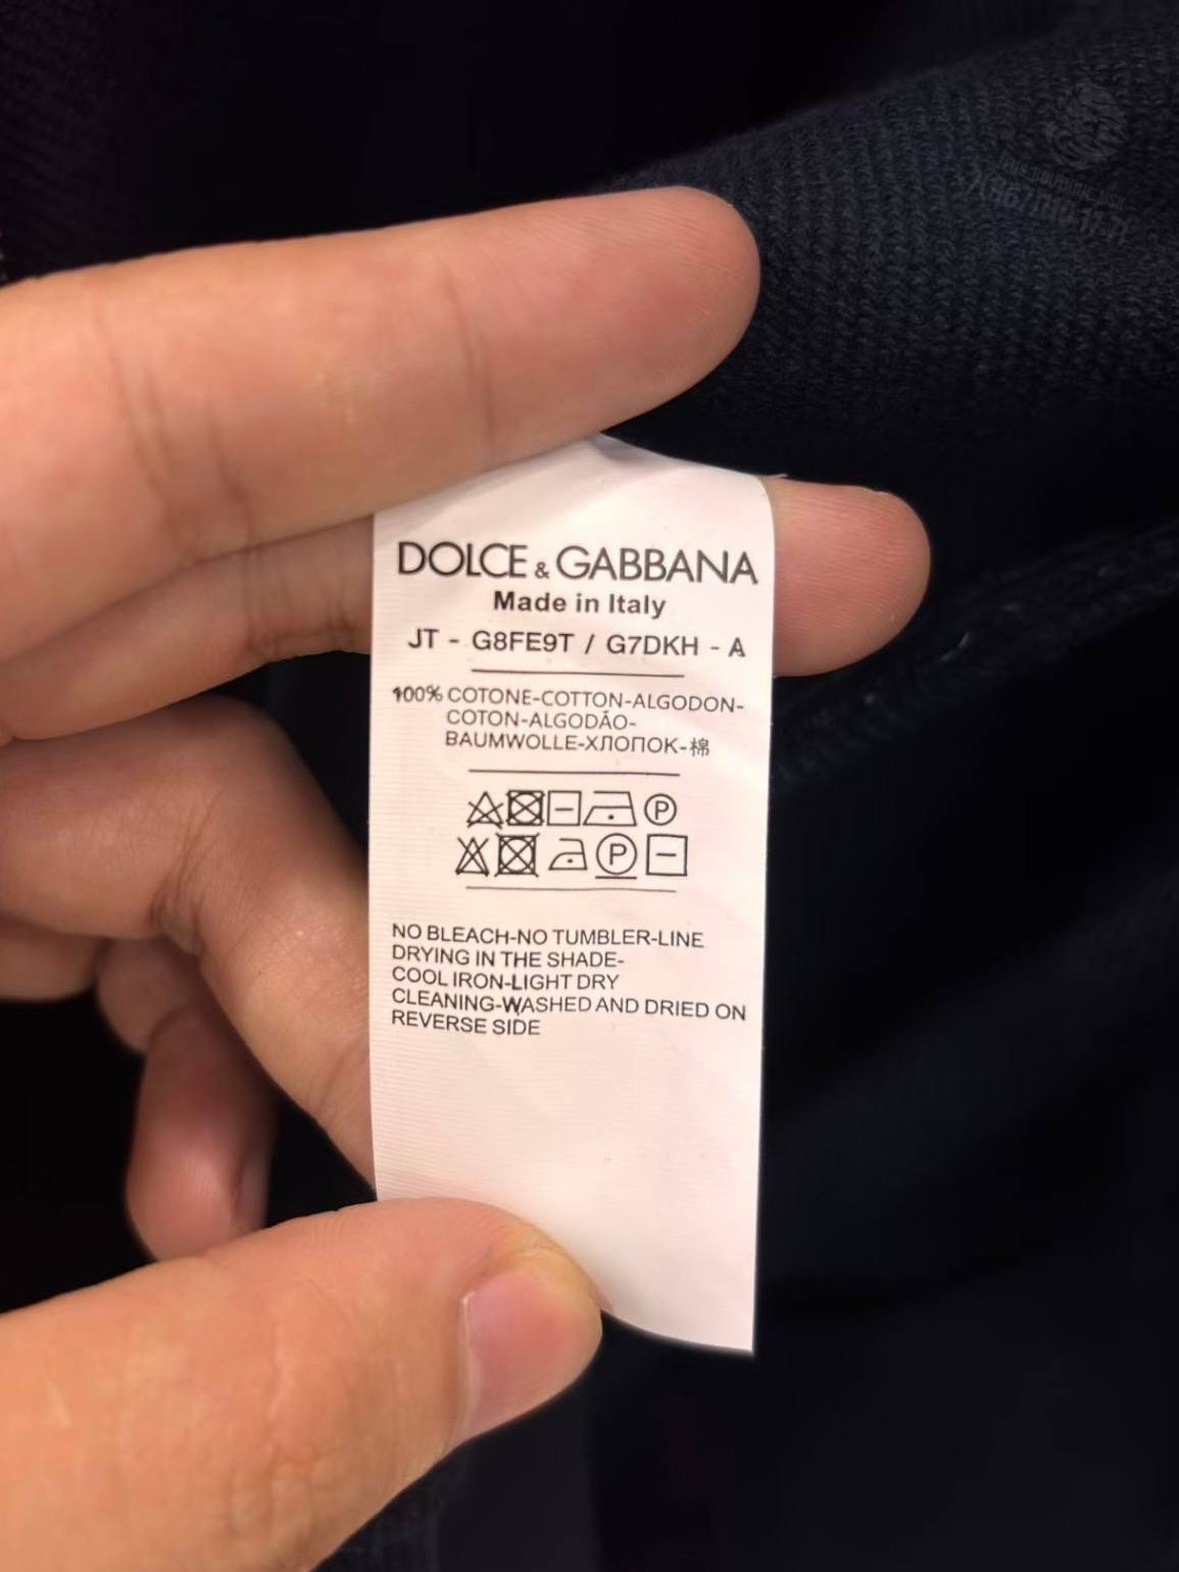 DOLCE & GABBANA
Made in Italy
JT - G8FE9T / G7DKH - A
100% COTONE-COTTON-ALGODON-
COTON-ALGODÃO-
BAUMWOLLE-ХЛОПОК-棉
P
P
NO BLEACH-NO TUMBLER-LINE
DRYING IN THE SHADE-
COOL IRON-LIGHT DRY
CLEANING-WASHED AND DRIED ON
REVERSE SIDE